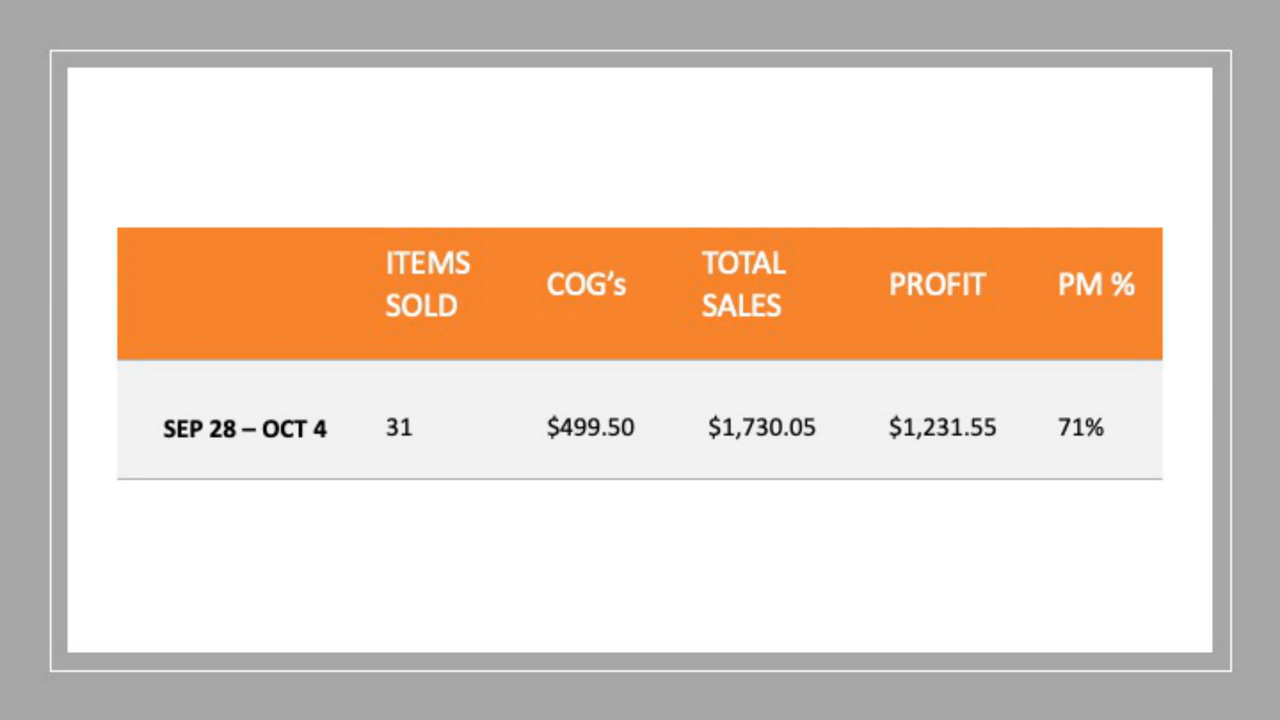 ITEMS SOLD COG’s TOTAL SALES PROFIT PM %
SEP 28 – OCT 4 31 $499.50 $1,730.05 $1,231.55 71%